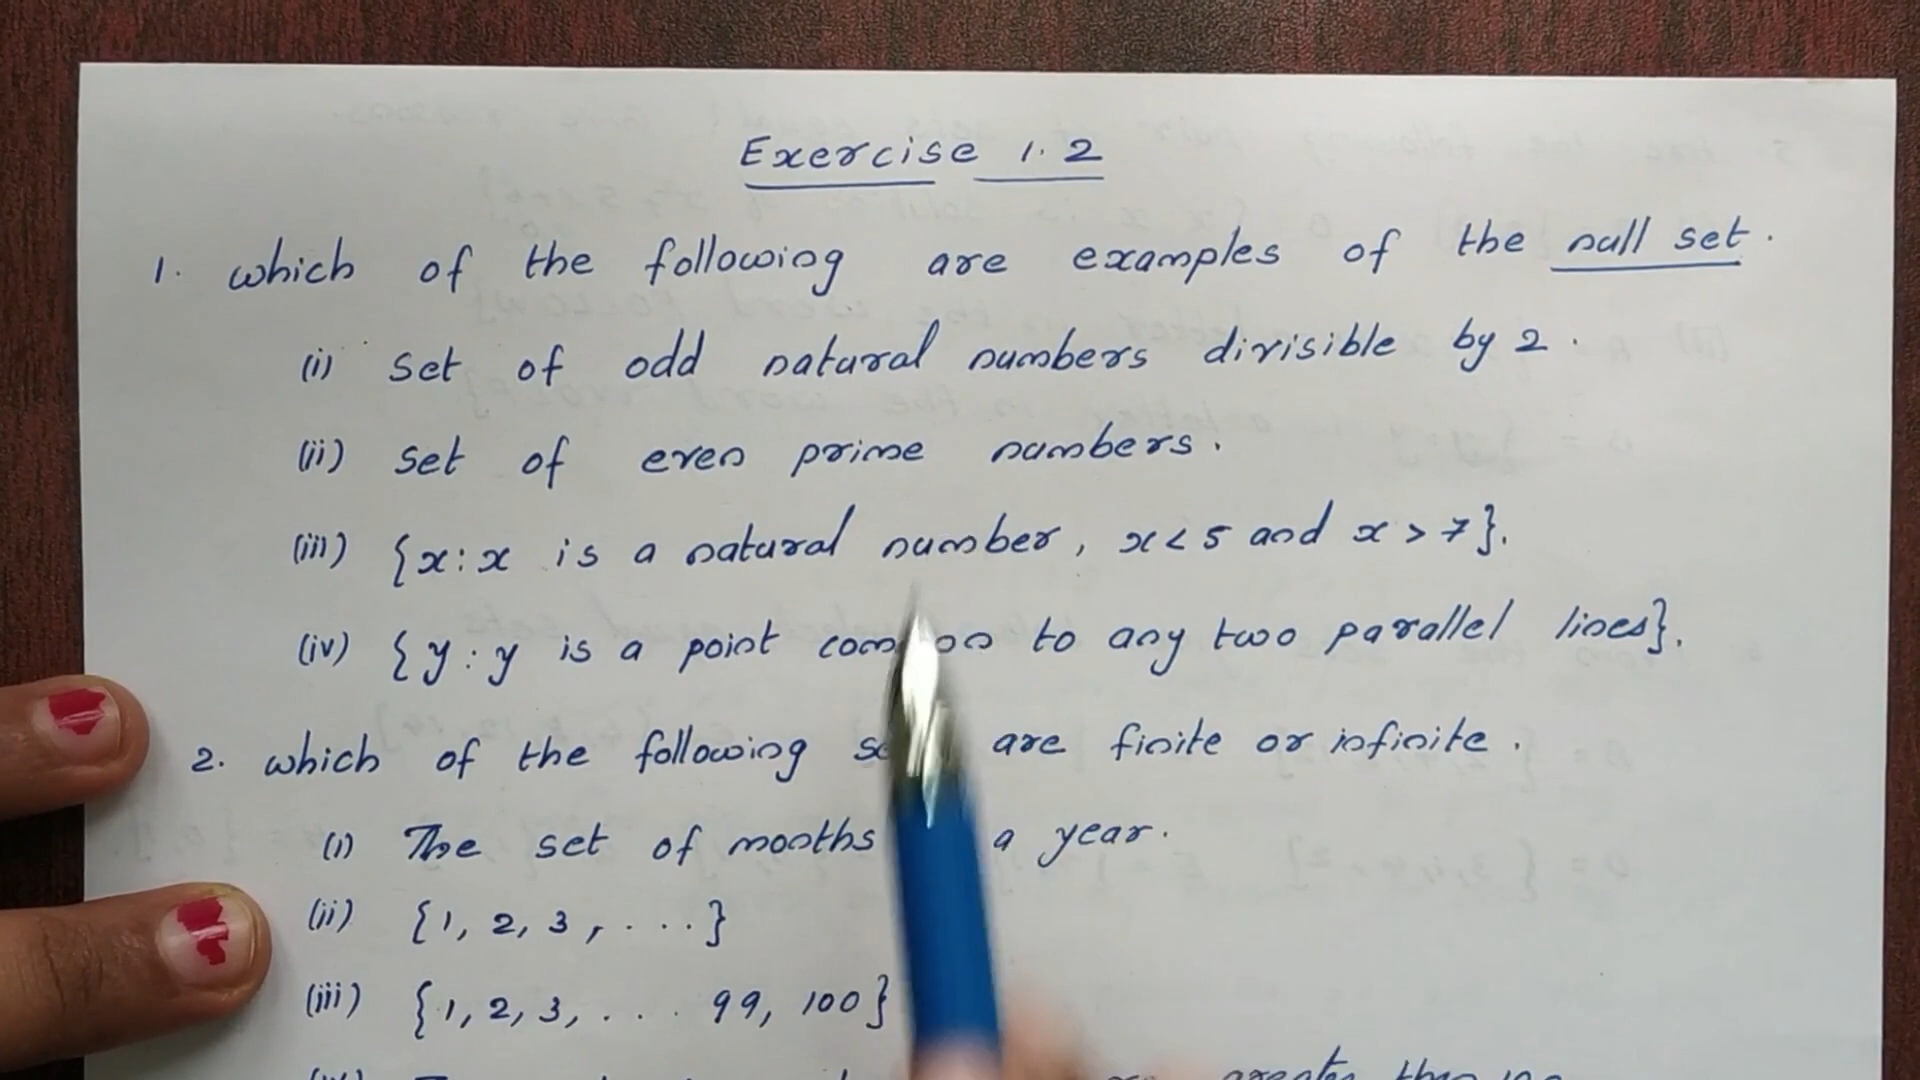 Exercise 1.2
1. which of the following are examples of the null set.
(i) set of odd natural numbers divisible by 2.
(ii) set of even prime numbers.
(iii) {x:x is a natural number, x<5 and x>7}.
(iv) {y:y is a point to any two parallel lines}.
2. which of the following are finite or infinite.
(i) The set of months a year.
(ii) {1, 2, 3, ....}
(iii) {1, 2, 3, ... 99, 100}